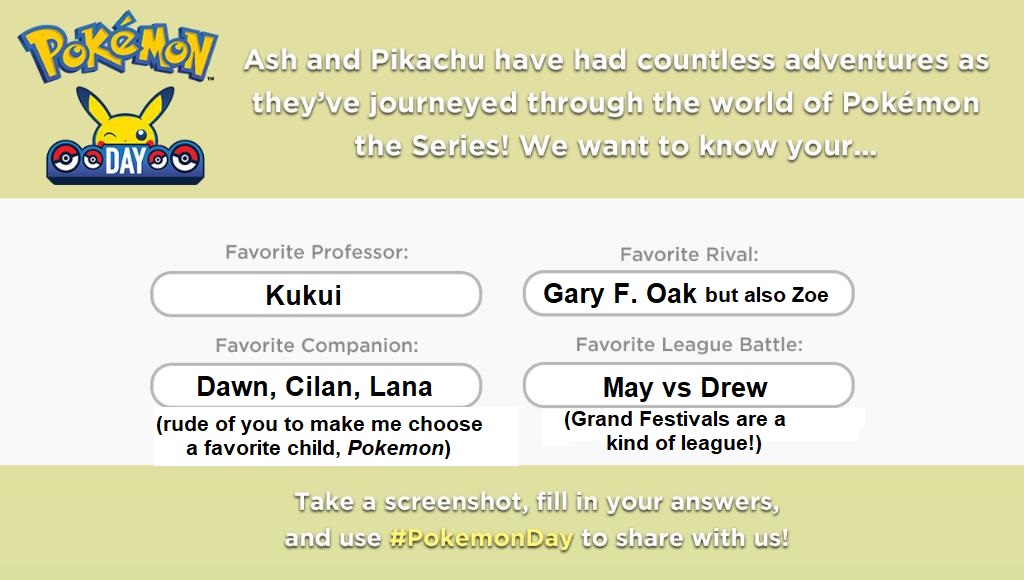 POKéMON
TM
DAY
Ash and Pikachu have had countless adventures as
they've journeyed through the world of Pokémon
the Series! We want to know your...
Favorite Professor:
Kukui
Favorite Rival:
Gary F. Oak but also Zoe
Favorite Companion:
Dawn, Cilan, Lana
(rude of you to make me choose
a favorite child, Pokemon)
Favorite League Battle:
May vs Drew
(Grand Festivals are a
kind of league!)
Take a screenshot, fill in your answers,
and use #PokemonDay to share with us!